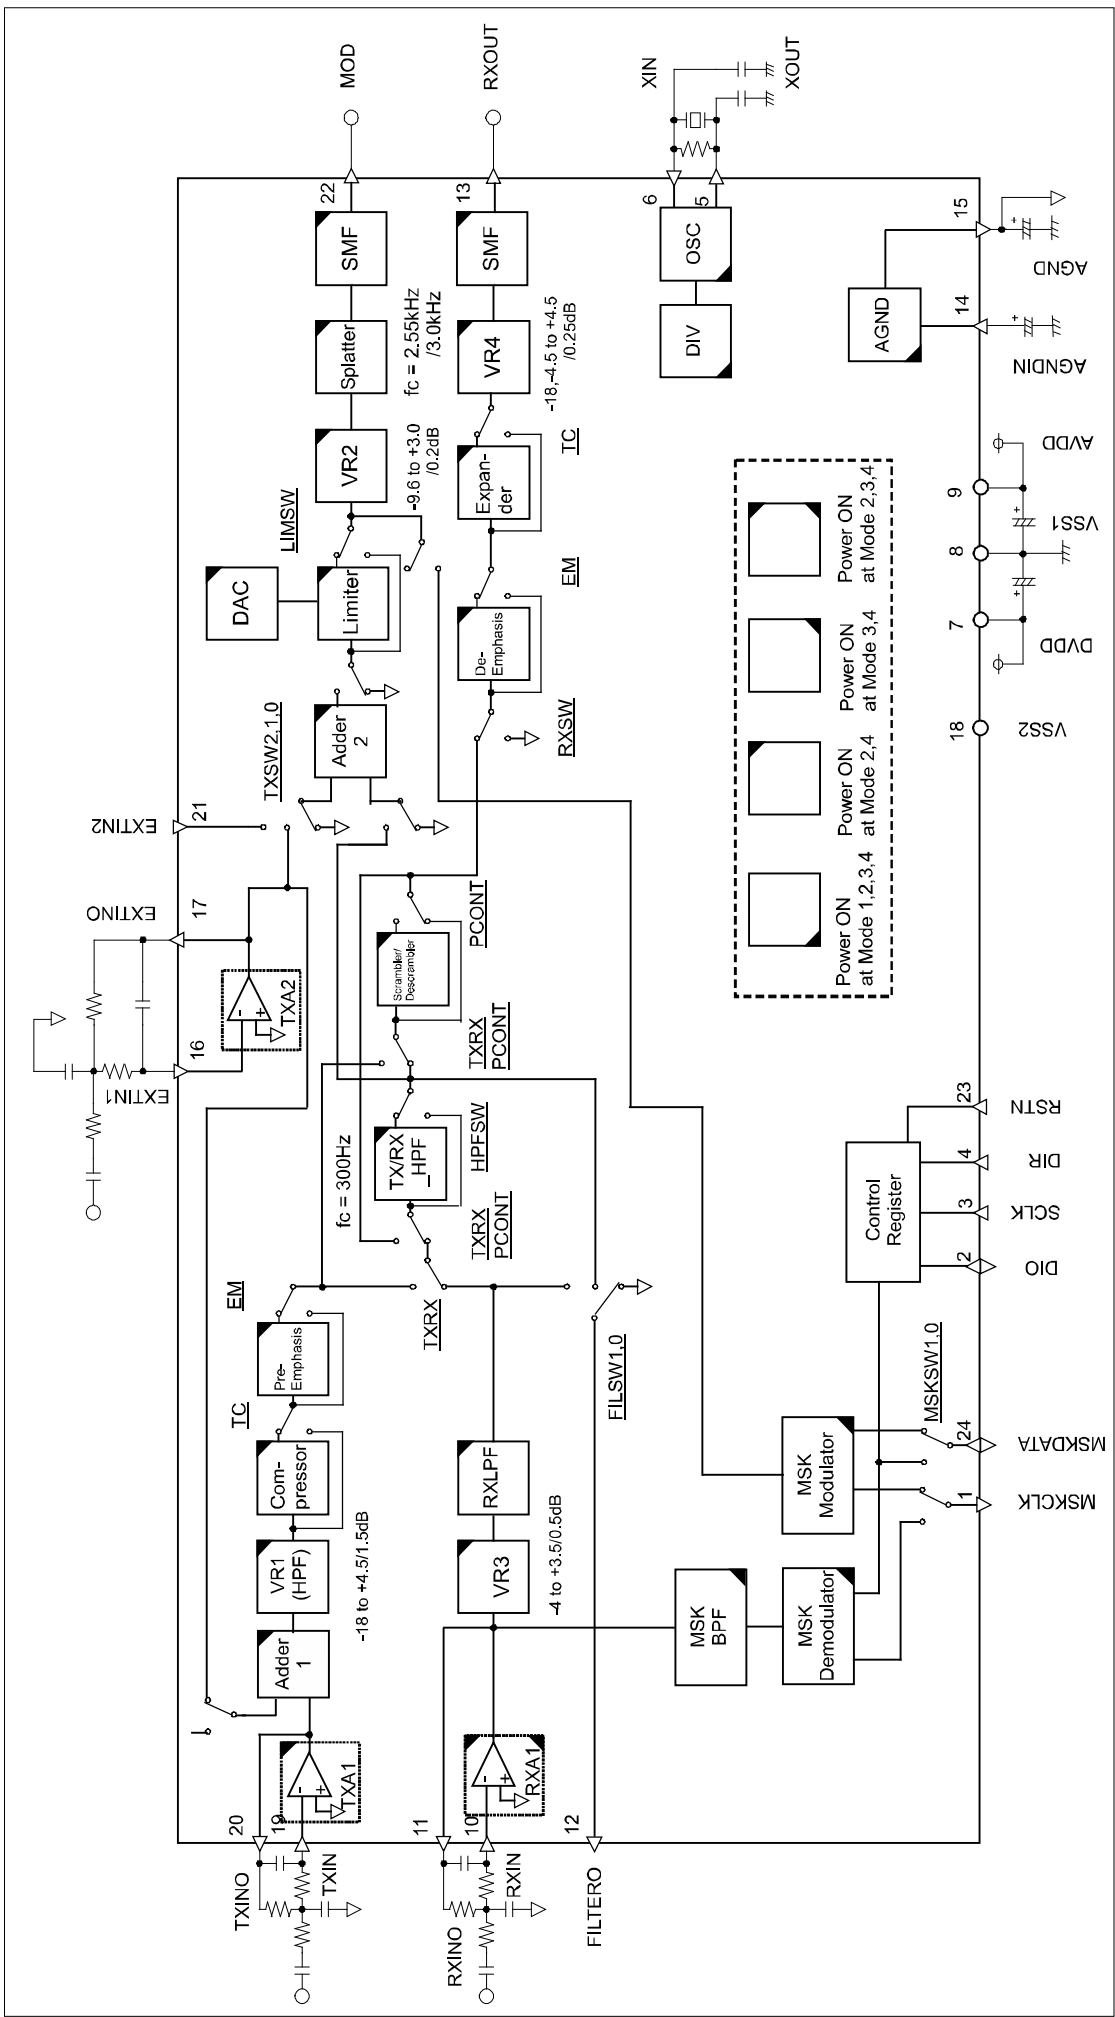 TXINO
20
19
TXIN
TXA1
-
+
Adder
1
VR1
(HPF)
-18 to +4.5/1.5dB
Com-
pressor
TC
Pre-
Emphasis
EM
RXINO
11
10
RXIN
RXA1
-
+
VR3
-4 to +3.5/0.5dB
RXLPF
TXRX
12
FILTERO
FILSW1,0
TXRX
PCONT
fc = 300Hz
TX/RX
_HPF
HPFSW
TXRX
PCONT
Scrambler/
Descrambler
PCONT
EXTIN1
16
TXA2
-
+
17
EXTINO
EXTIN2
21
TXSW2,1,0
Adder
2
DAC
Limiter
LIMSW
VR2
-9.6 to +3.0
/0.2dB
Splatter
fc = 2.55kHz
/3.0kHz
SMF
22
MOD
RXSW
De-
Emphasis
EM
Expan-
der
TC
VR4
-18,-4.5 to +4.5
/0.25dB
SMF
13
RXOUT
XIN
XOUT
6
5
OSC
DIV
AGND
15
14
+
AGND
+
AGNDIN
AVDD
9
+
VSS1
8
+
7
DVDD
18
VSS2
Power ON
at Mode 1,2,3,4
Power ON
at Mode 2,4
Power ON
at Mode 3,4
Power ON
at Mode 2,3,4
MSK
BPF
MSK
Demodulator
MSK
Modulator
MSKSW1,0
Control
Register
23
RSTN
4
DIR
3
SCLK
2
DIO
24
MSKDATA
1
MSKCLK